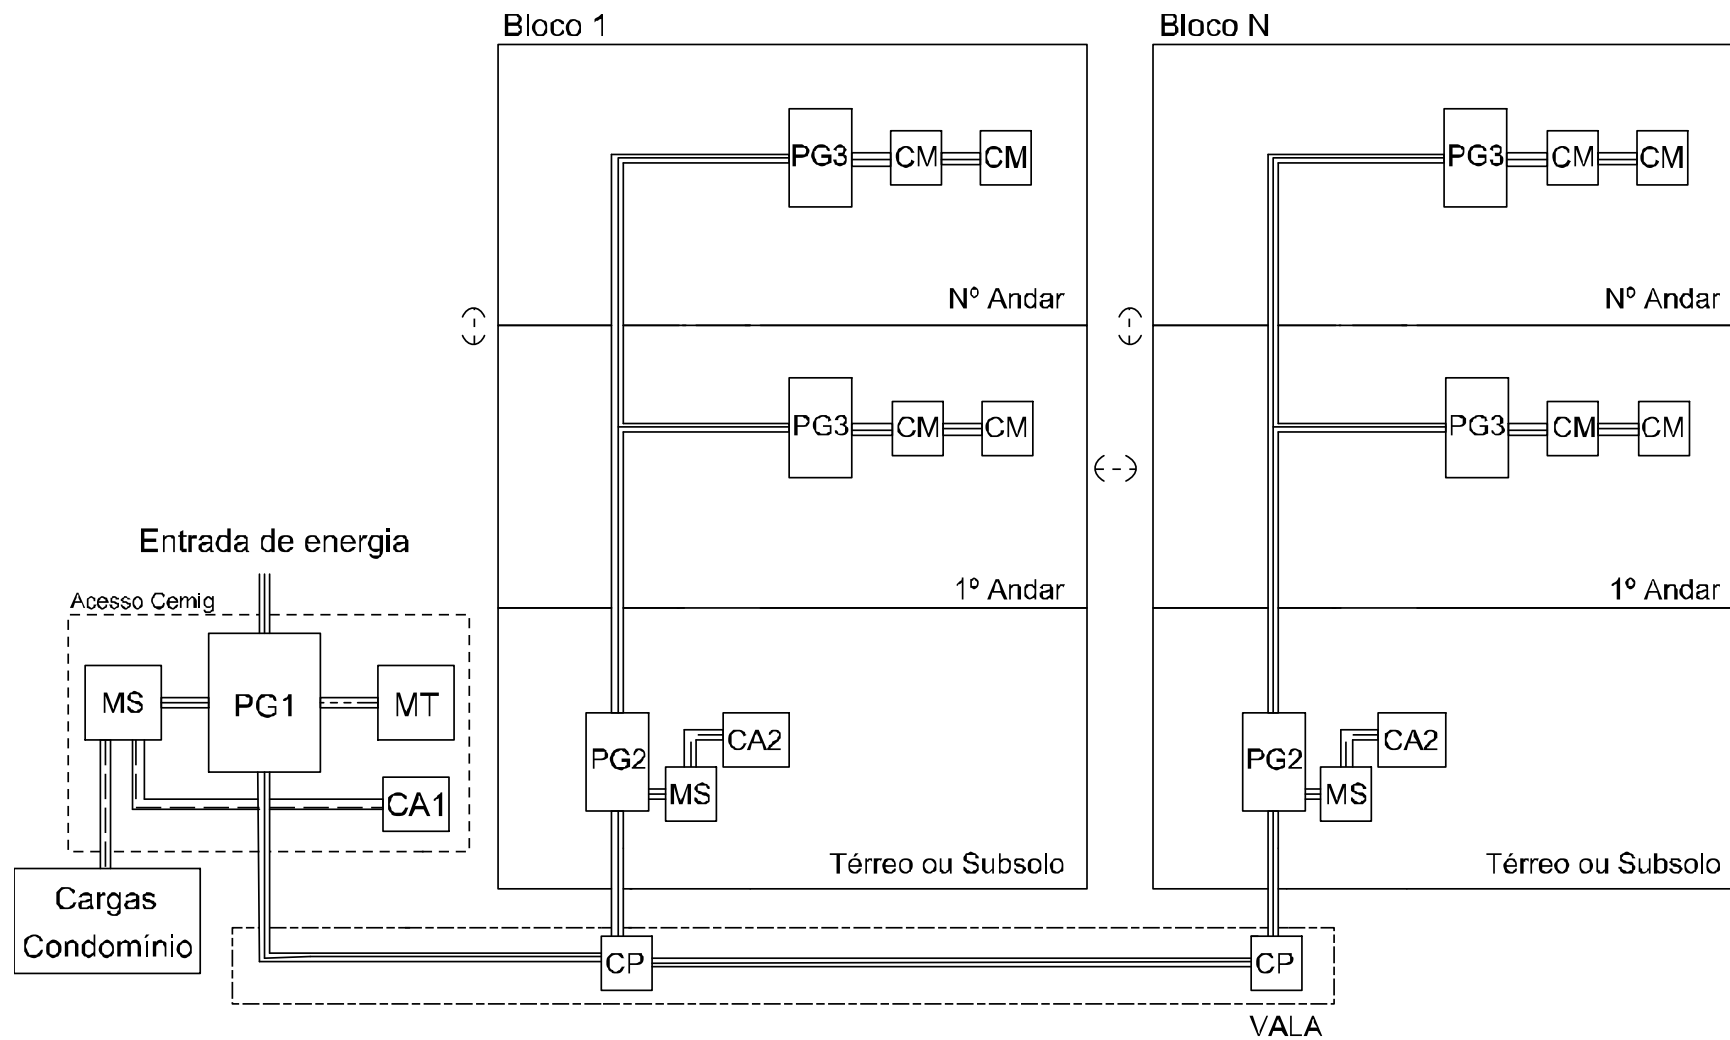 Bloco 1
Bloco N
PG3 CM CM
PG3 CM CM
Nº Andar
Nº Andar
PG3 CM CM
PG3 CM CM
Entrada de energia
1º Andar
1º Andar
Acesso Cemig
MS PG1 MT
CA1
PG2 MS CA2
PG2 MS CA2
Térreo ou Subsolo
Térreo ou Subsolo
Cargas
Condomínio
CP
CP
VALA